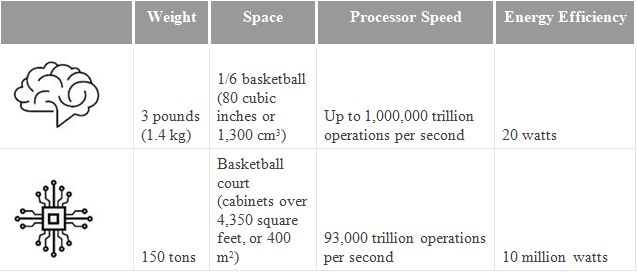 Weight Space Processor Speed Energy Efficiency
3 pounds
(1.4 kg)
1/6 basketball
(80 cubic
inches or
1,300 cm³)
Up to 1,000,000 trillion
operations per second
20 watts
150 tons
Basketball
court
(cabinets over
4,350 square
feet, or 400
m²)
93,000 trillion operations
per second
10 million watts